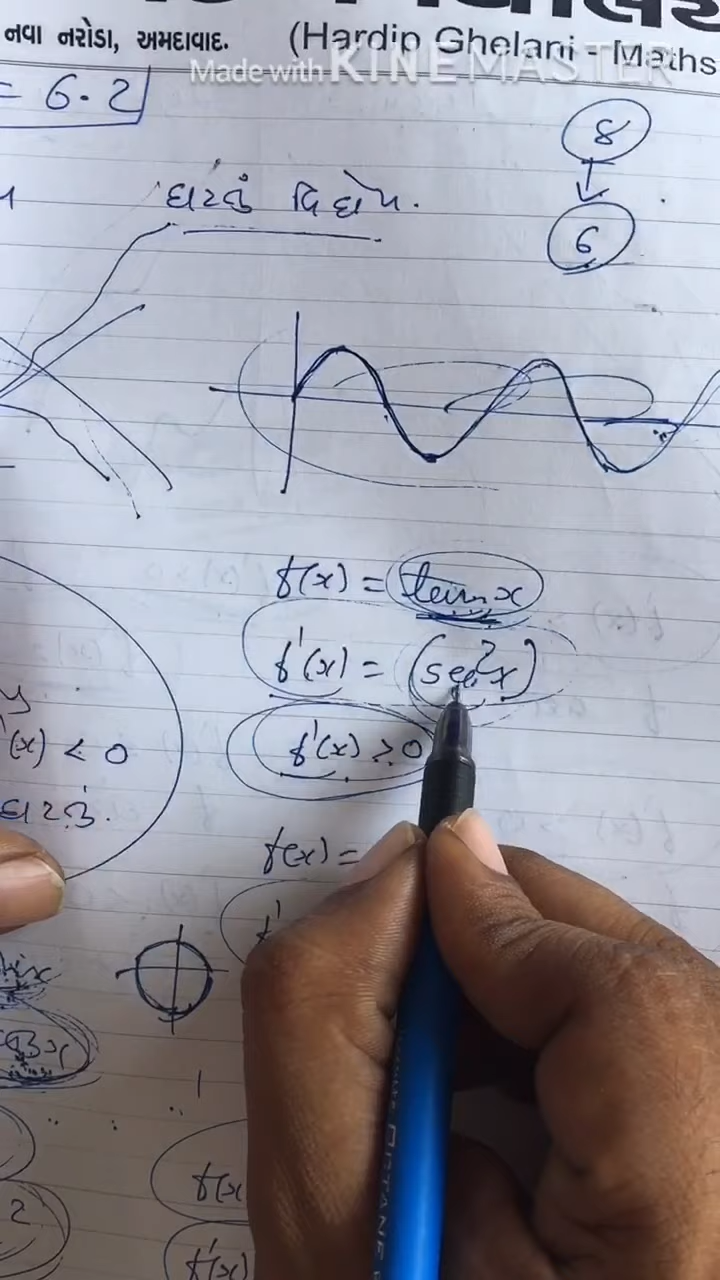 નવા નરોડા, અમદાવાદ. (Hardip Ghelani - Maths
Made with KINEMASTER
= 6.2
8
ઘટતું વિધેય.
6
f(x) = tan x
f'(x) = (sec²x)
f'(x) > 0
(x) < 0
ઘટતું.
f(x) =
f'
2
f(x
f'(x)